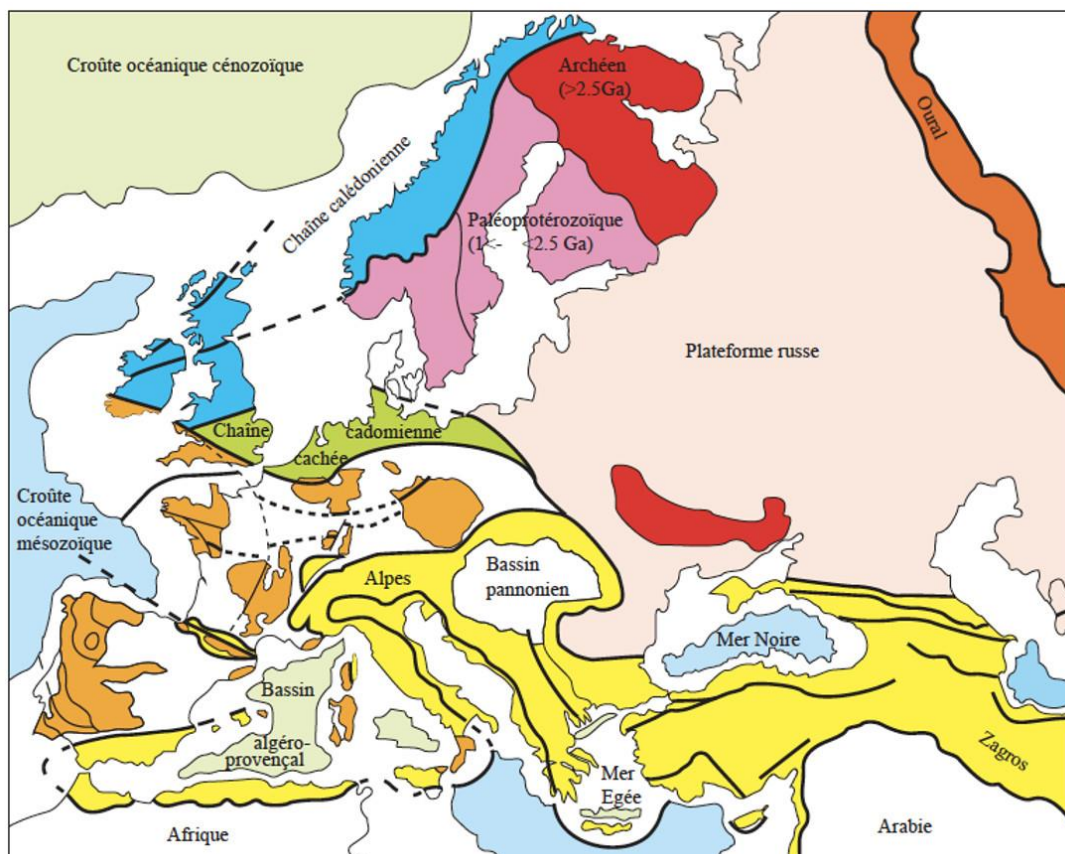 Croûte océanique cénozoïque
Archéen
(>2.5Ga)
Oural
Chaîne calédonienne
Paléoprotérozoïque
(1<- <2.5 Ga)
Plateforme russe
Chaîne
cadomienne
cachée
Croûte
océanique
mésozoïque
Alpes
Bassin
pannonien
Mer Noire
Bassin
algéro-
provençal
Zagros
Mer
Egée
Afrique
Arabie